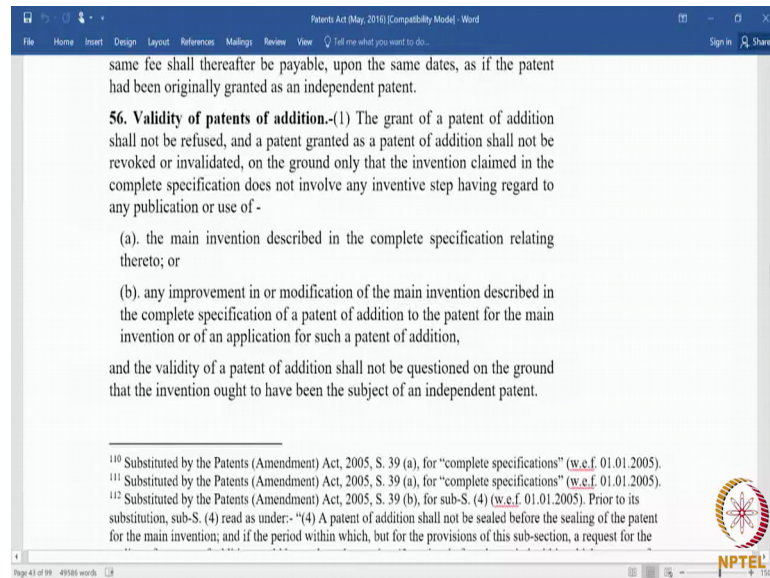 Patents Act (May, 2016) [Compatibility Mode] - Word
File Home Insert Design Layout References Mailings Review View Tell me what you want to do... Sign in Share
same fee shall thereafter be payable, upon the same dates, as if the patent
had been originally granted as an independent patent.
56. Validity of patents of addition.-(1) The grant of a patent of addition
shall not be refused, and a patent granted as a patent of addition shall not be
revoked or invalidated, on the ground only that the invention claimed in the
complete specification does not involve any inventive step having regard to
any publication or use of -
(a). the main invention described in the complete specification relating
thereto; or
(b). any improvement in or modification of the main invention described in
the complete specification of a patent of addition to the patent for the main
invention or of an application for such a patent of addition,
and the validity of a patent of addition shall not be questioned on the ground
that the invention ought to have been the subject of an independent patent.
110 Substituted by the Patents (Amendment) Act, 2005, S. 39 (a), for “complete specifications” (w.e.f. 01.01.2005).
111 Substituted by the Patents (Amendment) Act, 2005, S. 39 (a), for “complete specifications” (w.e.f. 01.01.2005).
112 Substituted by the Patents (Amendment) Act, 2005, S. 39 (b), for sub-S. (4) (w.e.f. 01.01.2005). Prior to its
substitution, sub-S. (4) read as under:- “(4) A patent of addition shall not be sealed before the sealing of the patent
for the main invention; and if the period within which, but for the provisions of this sub-section, a request for the
NPTEL
Page 43 of 99 49586 words